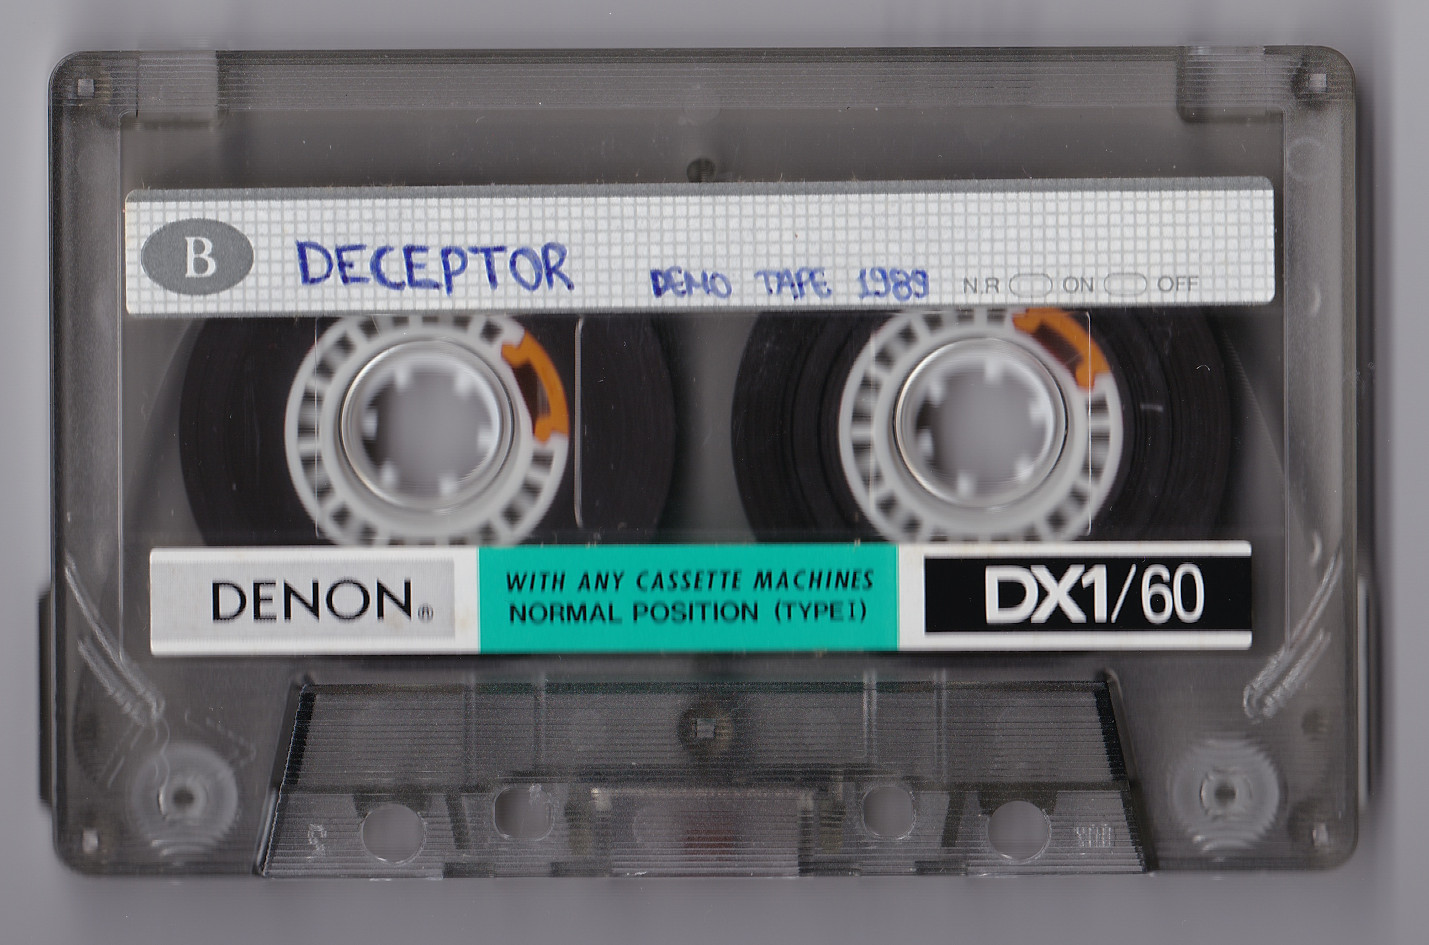 B DECEPTOR DEMO TAPE 1989 N.R ON OFF
DENON® WITH ANY CASSETTE MACHINES DX1/60
NORMAL POSITION (TYPE I)